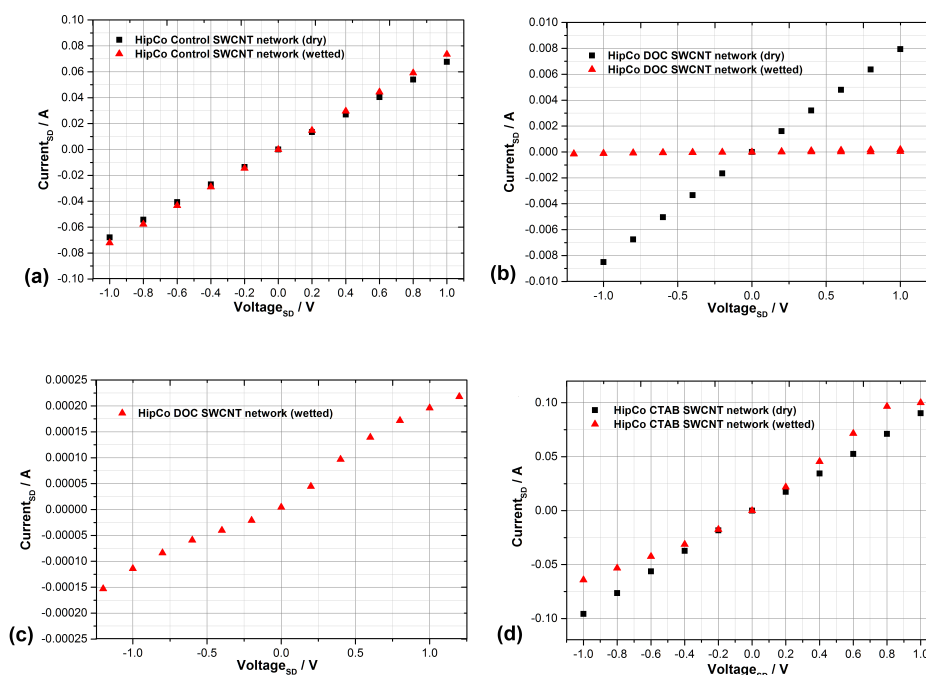 HipCo Control SWCNT network (dry)
HipCo Control SWCNT network (wetted)
0.10
0.08
0.06
0.04
0.02
0.00
-0.02
-0.04
-0.06
-0.08
-0.10
Current_SD / A
(a)
-1.0 -0.8 -0.6 -0.4 -0.2 0.0 0.2 0.4 0.6 0.8 1.0
Voltage_SD / V
HipCo DOC SWCNT network (dry)
HipCo DOC SWCNT network (wetted)
0.010
0.008
0.006
0.004
0.002
0.000
-0.002
-0.004
-0.006
-0.008
-0.010
Current_SD / A
(b)
-1.0 -0.5 0.0 0.5 1.0
Voltage_SD / V
HipCo DOC SWCNT network (wetted)
0.00025
0.00020
0.00015
0.00010
0.00005
0.00000
-0.00005
-0.00010
-0.00015
-0.00020
-0.00025
Current_SD / A
(c)
-1.0 -0.5 0.0 0.5 1.0
Voltage_SD / V
HipCo CTAB SWCNT network (dry)
HipCo CTAB SWCNT network (wetted)
0.10
0.05
0.00
-0.05
-0.10
Current_SD / A
(d)
-1.0 -0.8 -0.6 -0.4 -0.2 0.0 0.2 0.4 0.6 0.8 1.0
Voltage_SD / V